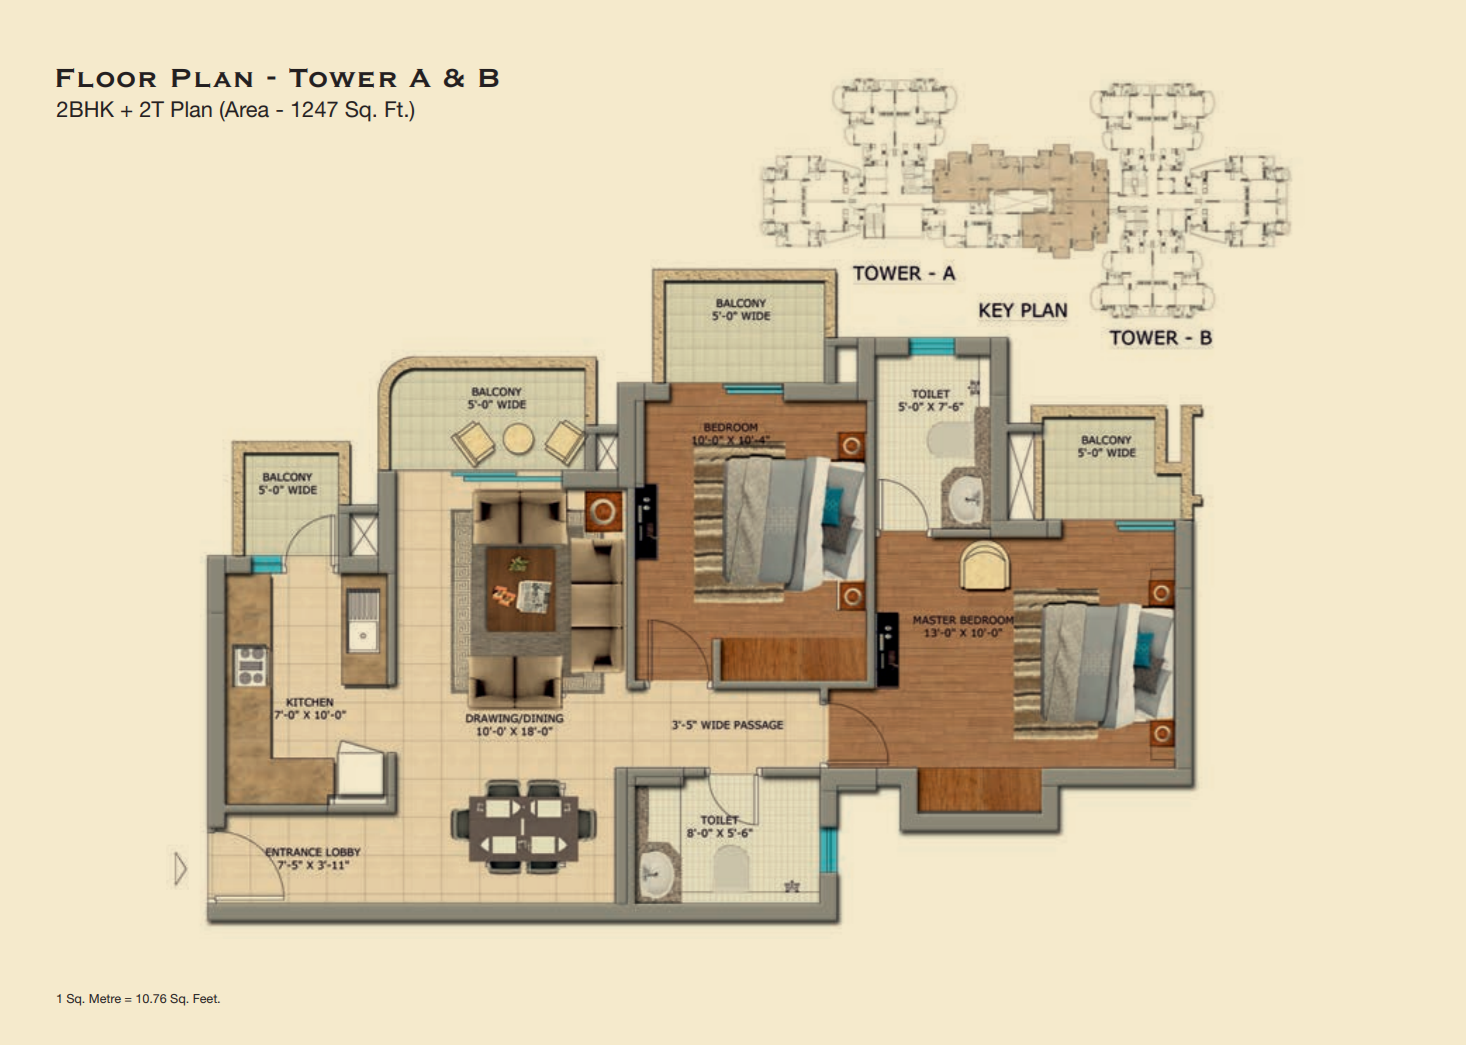 FLOOR PLAN - TOWER A & B
2BHK + 2T Plan (Area - 1247 Sq. Ft.)
TOWER - A
KEY PLAN
TOWER - B
BALCONY
5'-0" WIDE
BALCONY
5'-0" WIDE
BALCONY
5'-0" WIDE
BALCONY
5'-0" WIDE
TOILET
5'-0" X 7'-6"
BEDROOM
10'-0" X 10'-4"
MASTER BEDROOM
13'-0" X 10'-0"
KITCHEN
7'-0" X 10'-0"
DRAWING/DINING
10'-0' X 18'-0"
3'-5" WIDE PASSAGE
TOILET
8'-0" X 5'-6"
ENTRANCE LOBBY
7'-5" X 3'-11"
1 Sq. Metre = 10.76 Sq. Feet.